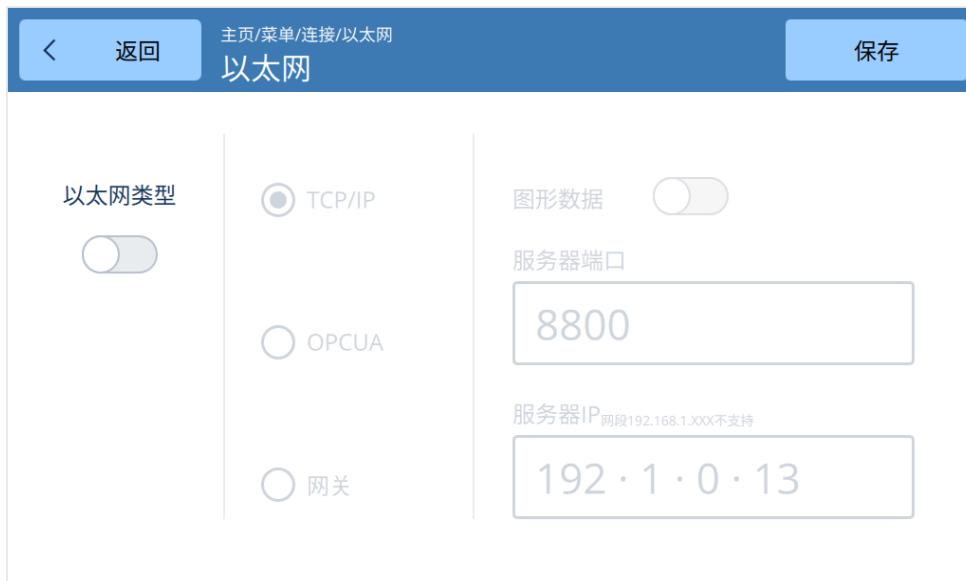 返回
主页/菜单/连接/以太网
以太网
保存
以太网类型
TCP/IP
OPCUA
网关
图形数据
服务器端口
8800
服务器IP网段192.168.1.XXX不支持
192 · 1 · 0 · 13